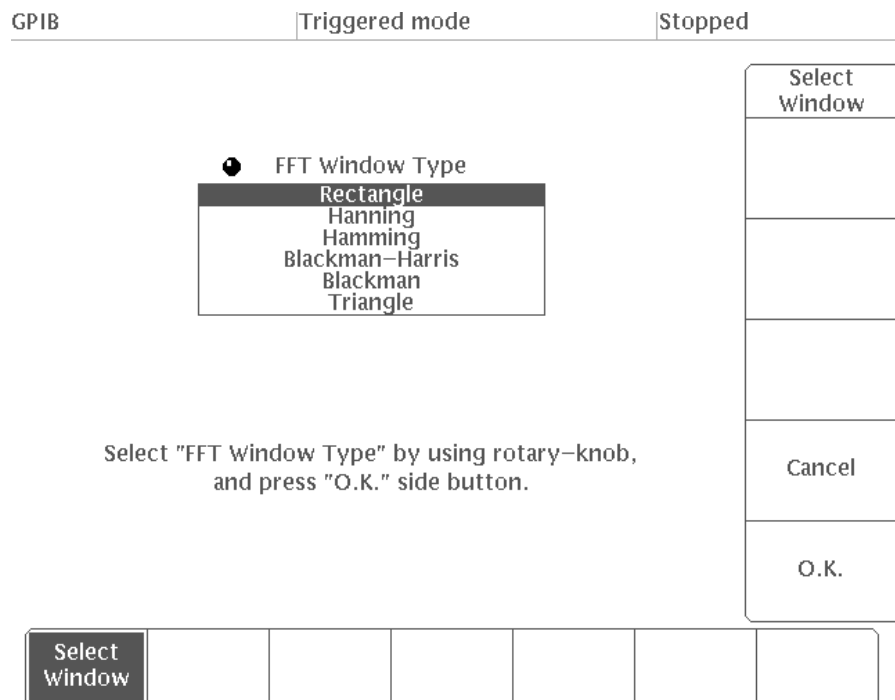 GPIB Triggered mode Stopped
Select
Window
FFT Window Type
Rectangle
Hanning
Hamming
Blackman-Harris
Blackman
Triangle
Select "FFT Window Type" by using rotary-knob,
and press "O.K." side button.
Cancel
O.K.
Select
Window